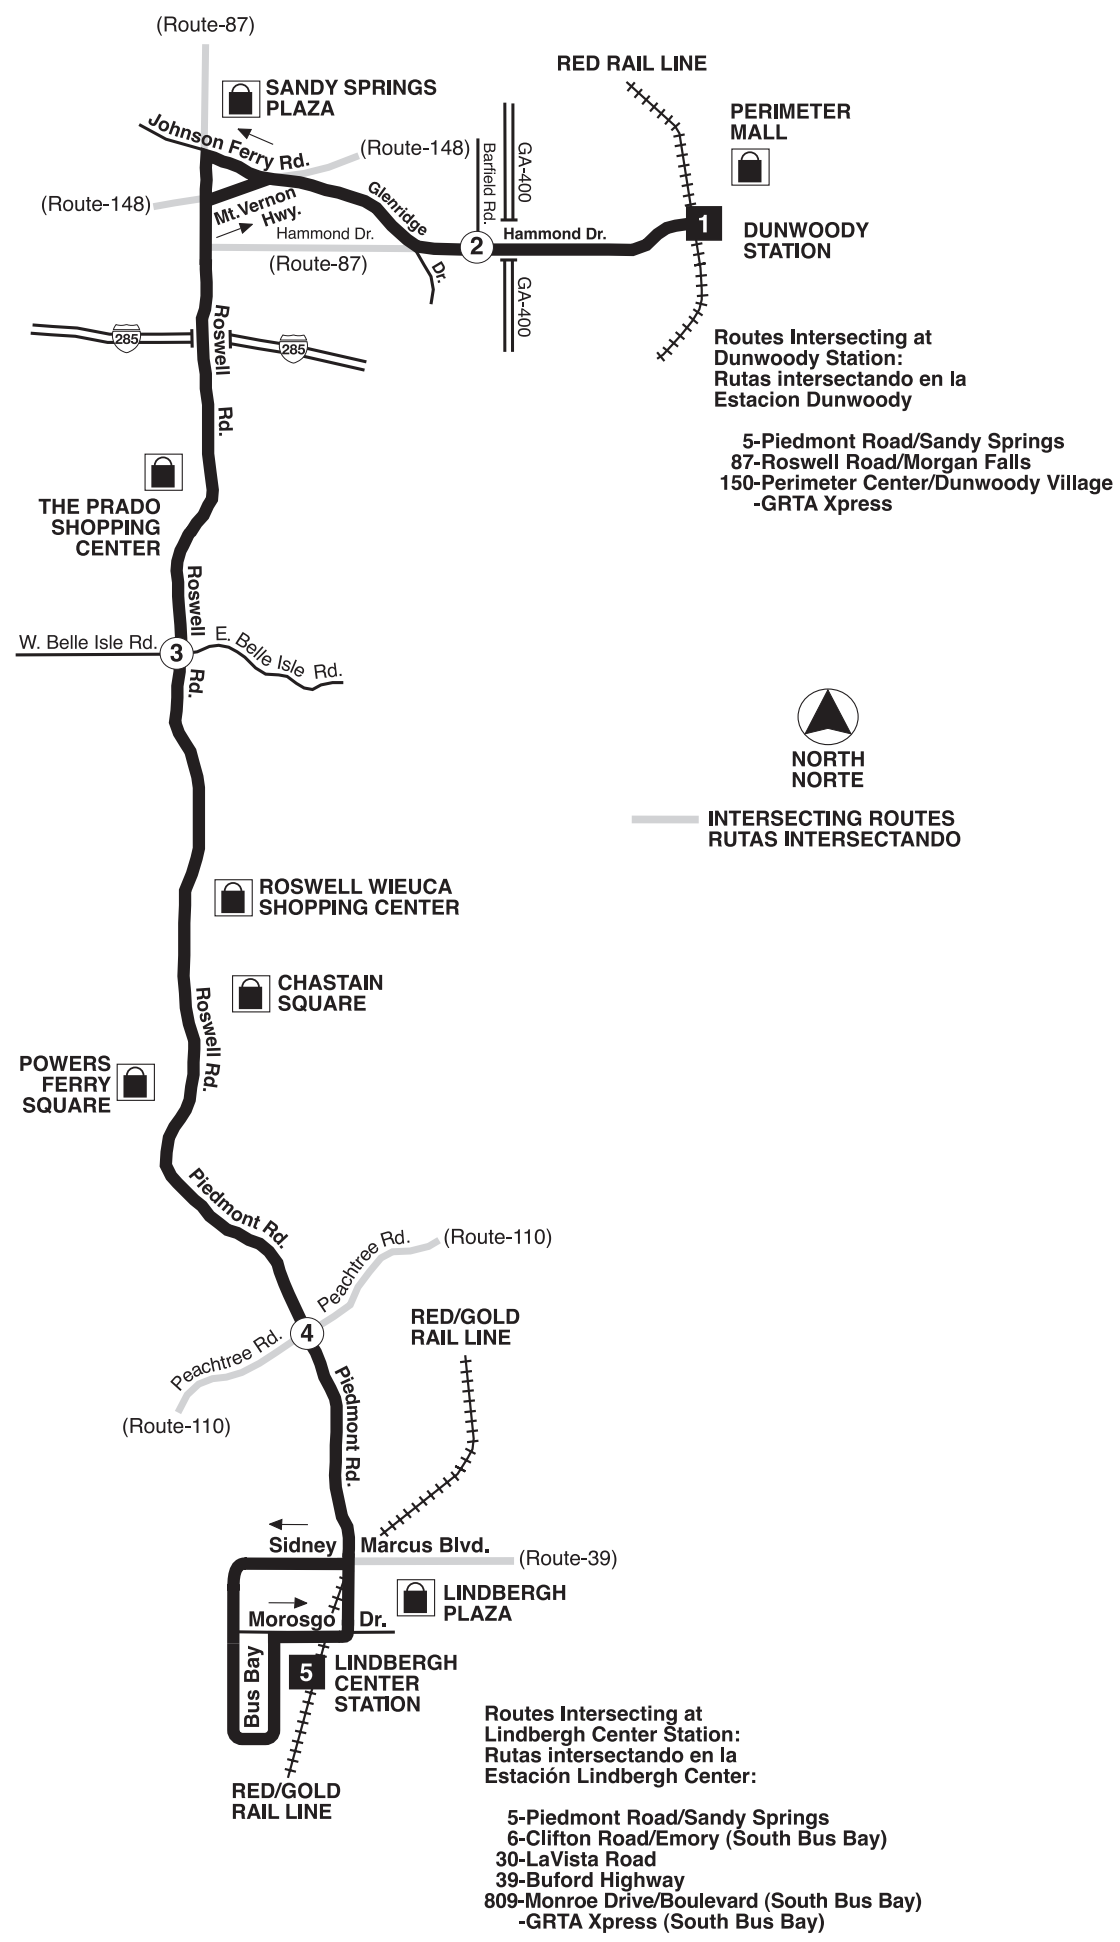 (Route-87)
SANDY SPRINGS
PLAZA
RED RAIL LINE
PERIMETER
MALL
Johnson Ferry Rd.
(Route-148)
(Route-148)
Mt. Vernon
Hwy.
Glenridge
Dr.
Barfield Rd.
GA-400
Hammond Dr.
(Route-87)
2
Hammond Dr.
1
DUNWOODY
STATION
GA-400
Roswell
Rd.
285
285
Routes Intersecting at
Dunwoody Station:
Rutas intersectando en la
Estacion Dunwoody
5-Piedmont Road/Sandy Springs
87-Roswell Road/Morgan Falls
150-Perimeter Center/Dunwoody Village
-GRTA Xpress
THE PRADO
SHOPPING
CENTER
Roswell
Rd.
W. Belle Isle Rd.
3
E. Belle Isle Rd.
NORTH
NORTE
INTERSECTING ROUTES
RUTAS INTERSECTANDO
ROSWELL WIEUCA
SHOPPING CENTER
CHASTAIN
SQUARE
Roswell Rd.
POWERS
FERRY
SQUARE
Piedmont Rd.
Peachtree Rd.
(Route-110)
4
Peachtree Rd.
(Route-110)
RED/GOLD
RAIL LINE
Piedmont Rd.
Sidney Marcus Blvd.
(Route-39)
LINDBERGH
PLAZA
Morosgo Dr.
Bus Bay
5
LINDBERGH
CENTER
STATION
RED/GOLD
RAIL LINE
Routes Intersecting at
Lindbergh Center Station:
Rutas intersectando en la
Estación Lindbergh Center:
5-Piedmont Road/Sandy Springs
6-Clifton Road/Emory (South Bus Bay)
30-LaVista Road
39-Buford Highway
809-Monroe Drive/Boulevard (South Bus Bay)
-GRTA Xpress (South Bus Bay)